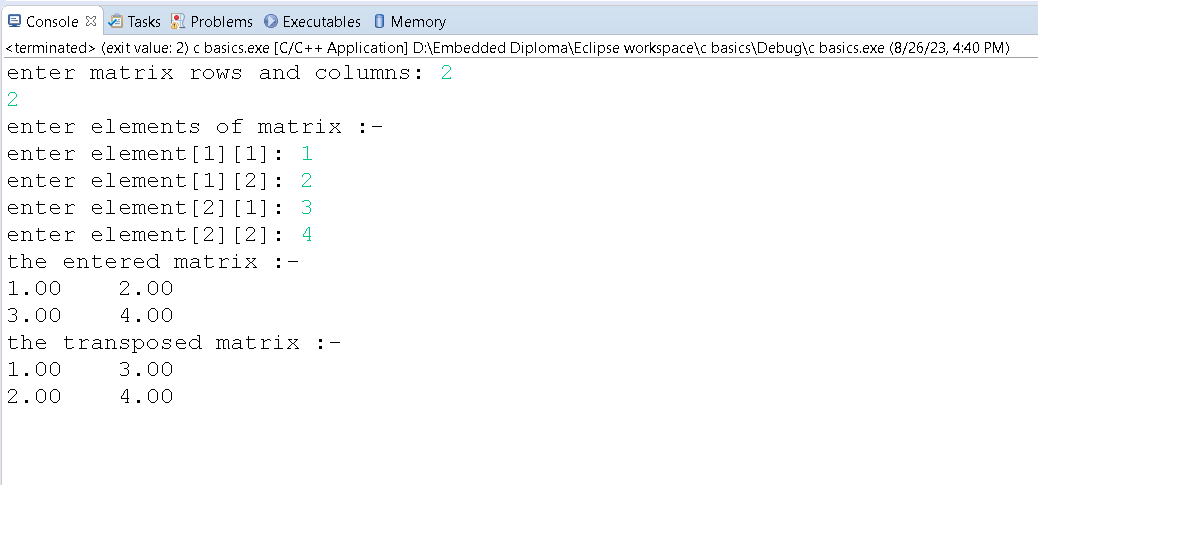 Console Tasks Problems Executables Memory
<terminated> (exit value: 2) c basics.exe [C/C++ Application] D:\Embedded Diploma\Eclipse workspace\c basics\Debug\c basics.exe (8/26/23, 4:40 PM)
enter matrix rows and columns: 2
2
enter elements of matrix :-
enter element[1][1]: 1
enter element[1][2]: 2
enter element[2][1]: 3
enter element[2][2]: 4
the entered matrix :-
1.00    2.00
3.00    4.00
the transposed matrix :-
1.00    3.00
2.00    4.00